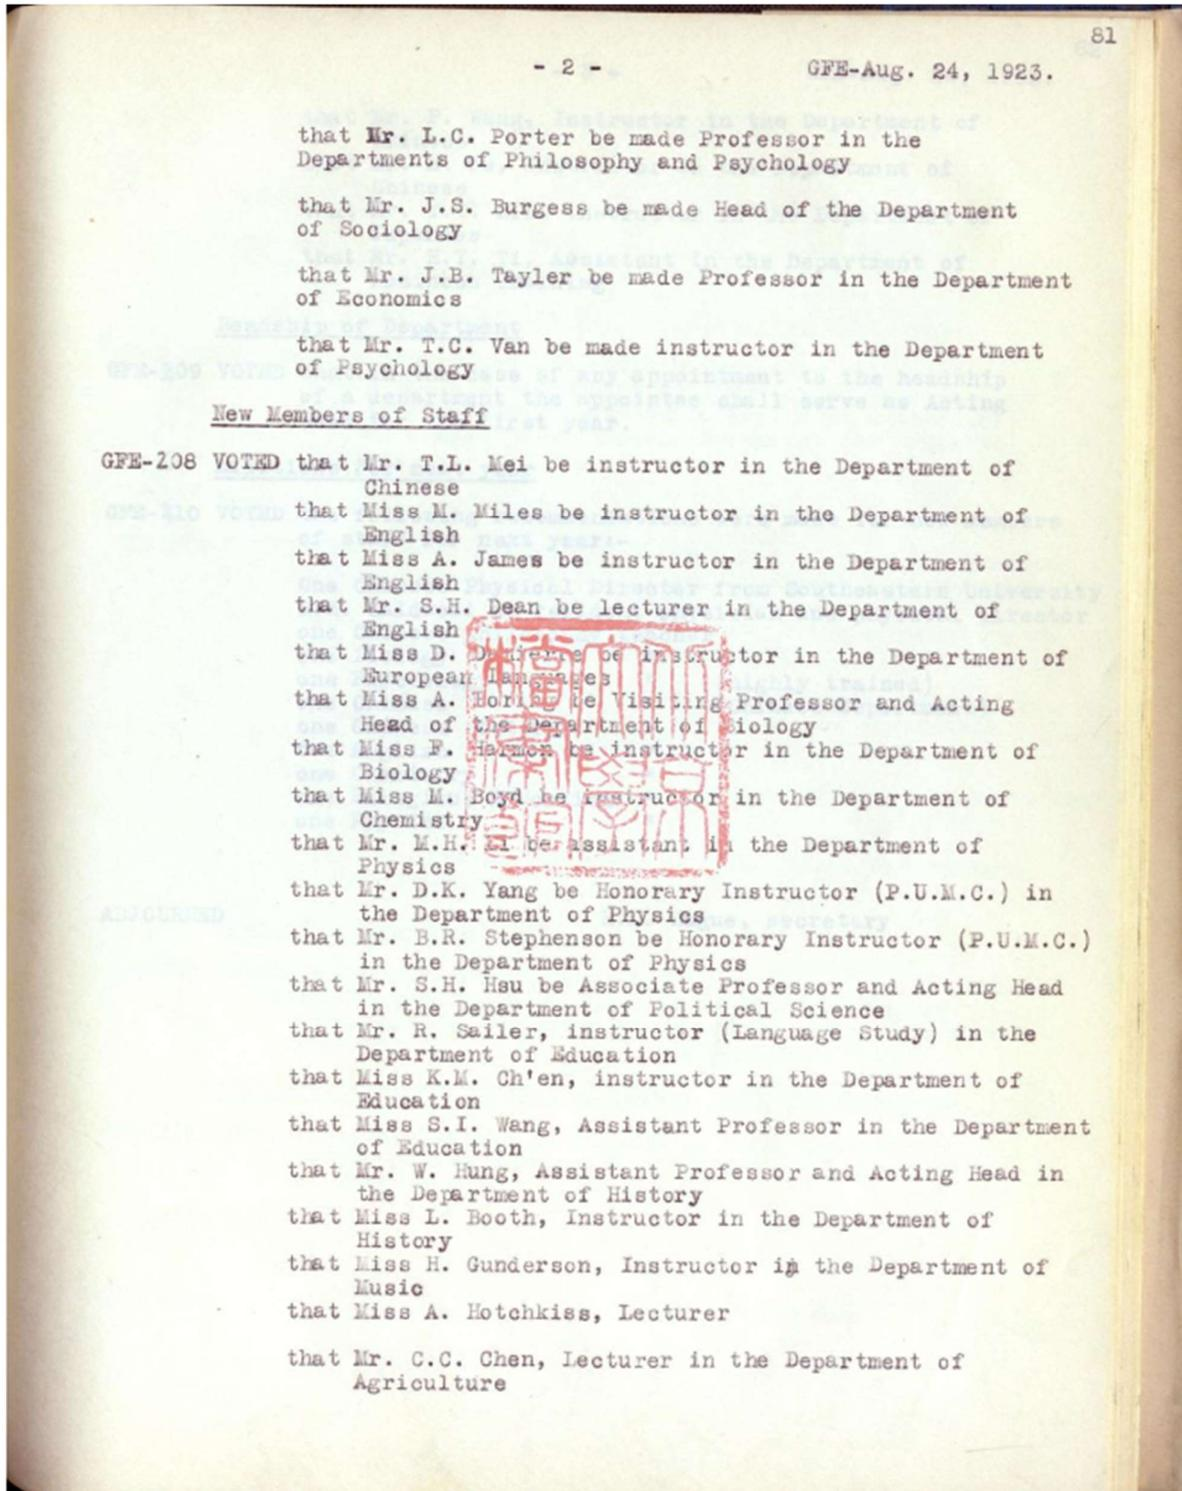 81
- 2 -
GFE-Aug. 24, 1923.
that Mr. L.C. Porter be made Professor in the
Departments of Philosophy and Psychology
that Mr. J.S. Burgess be made Head of the Department
of Sociology
that Mr. J.B. Tayler be made Professor in the Department
of Economics
that Mr. T.C. Van be made instructor in the Department
of Psychology
New Members of Staff
GFE-208 VOTED that Mr. T.L. Mei be instructor in the Department of
Chinese
that Miss M. Miles be instructor in the Department of
English
that Miss A. James be instructor in the Department of
English
that Mr. S.H. Dean be lecturer in the Department of
English
that Miss D. be instructor in the Department of
European Languages
that Miss A. Boring be Visiting Professor and Acting
Head of the Department of Biology
that Miss F. Harmon be instructor in the Department of
Biology
that Miss M. Boyd be instructor in the Department of
Chemistry
that Mr. M.H. be assistant in the Department of
Physics
that Mr. D.K. Yang be Honorary Instructor (P.U.M.C.) in
the Department of Physics
that Mr. B.R. Stephenson be Honorary Instructor (P.U.M.C.)
in the Department of Physics
that Mr. S.H. Hsu be Associate Professor and Acting Head
in the Department of Political Science
that Mr. R. Sailer, instructor (Language Study) in the
Department of Education
that Miss K.M. Ch'en, instructor in the Department of
Education
that Miss S.I. Wang, Assistant Professor in the Department
of Education
that Mr. W. Hung, Assistant Professor and Acting Head in
the Department of History
that Miss L. Booth, Instructor in the Department of
History
that Miss H. Gunderson, Instructor in the Department of
Music
that Miss A. Hotchkiss, Lecturer
that Mr. C.C. Chen, Lecturer in the Department of
Agriculture